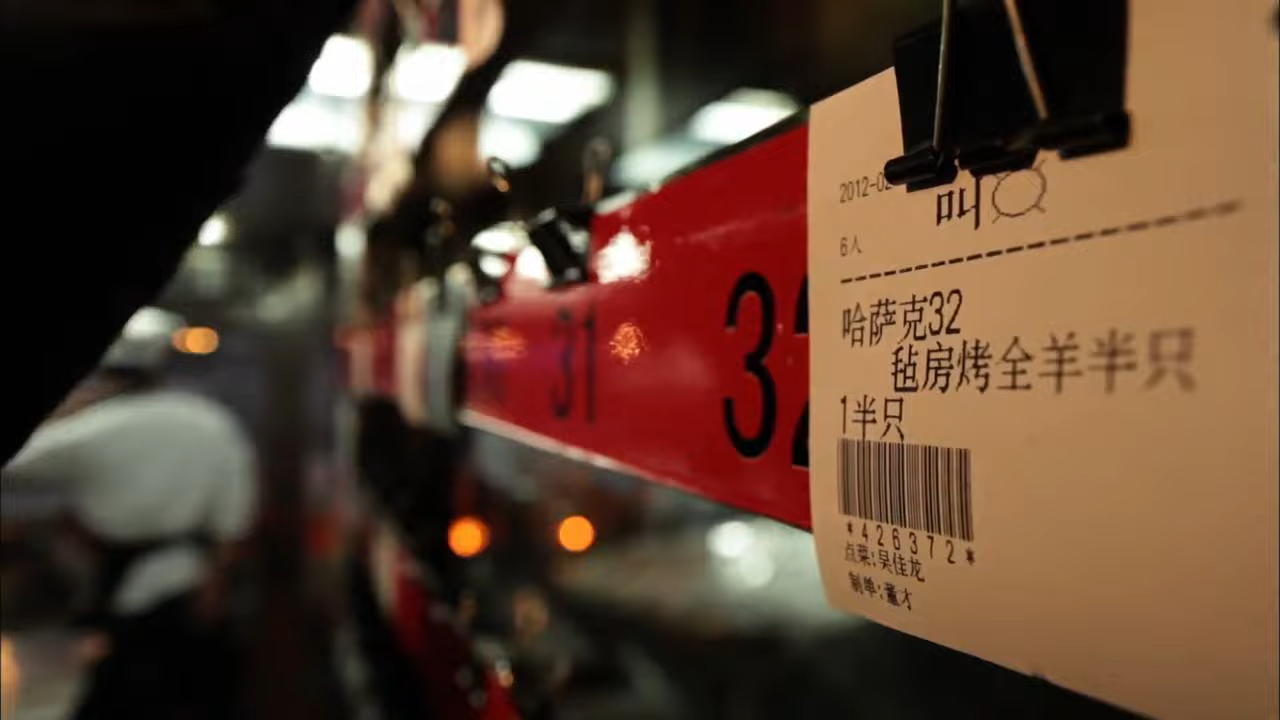 31
32
2012-02
叫
6人
哈萨克32
毡房烤全羊半只
1半只
*426372*
点菜:吴佳龙
制单:董才